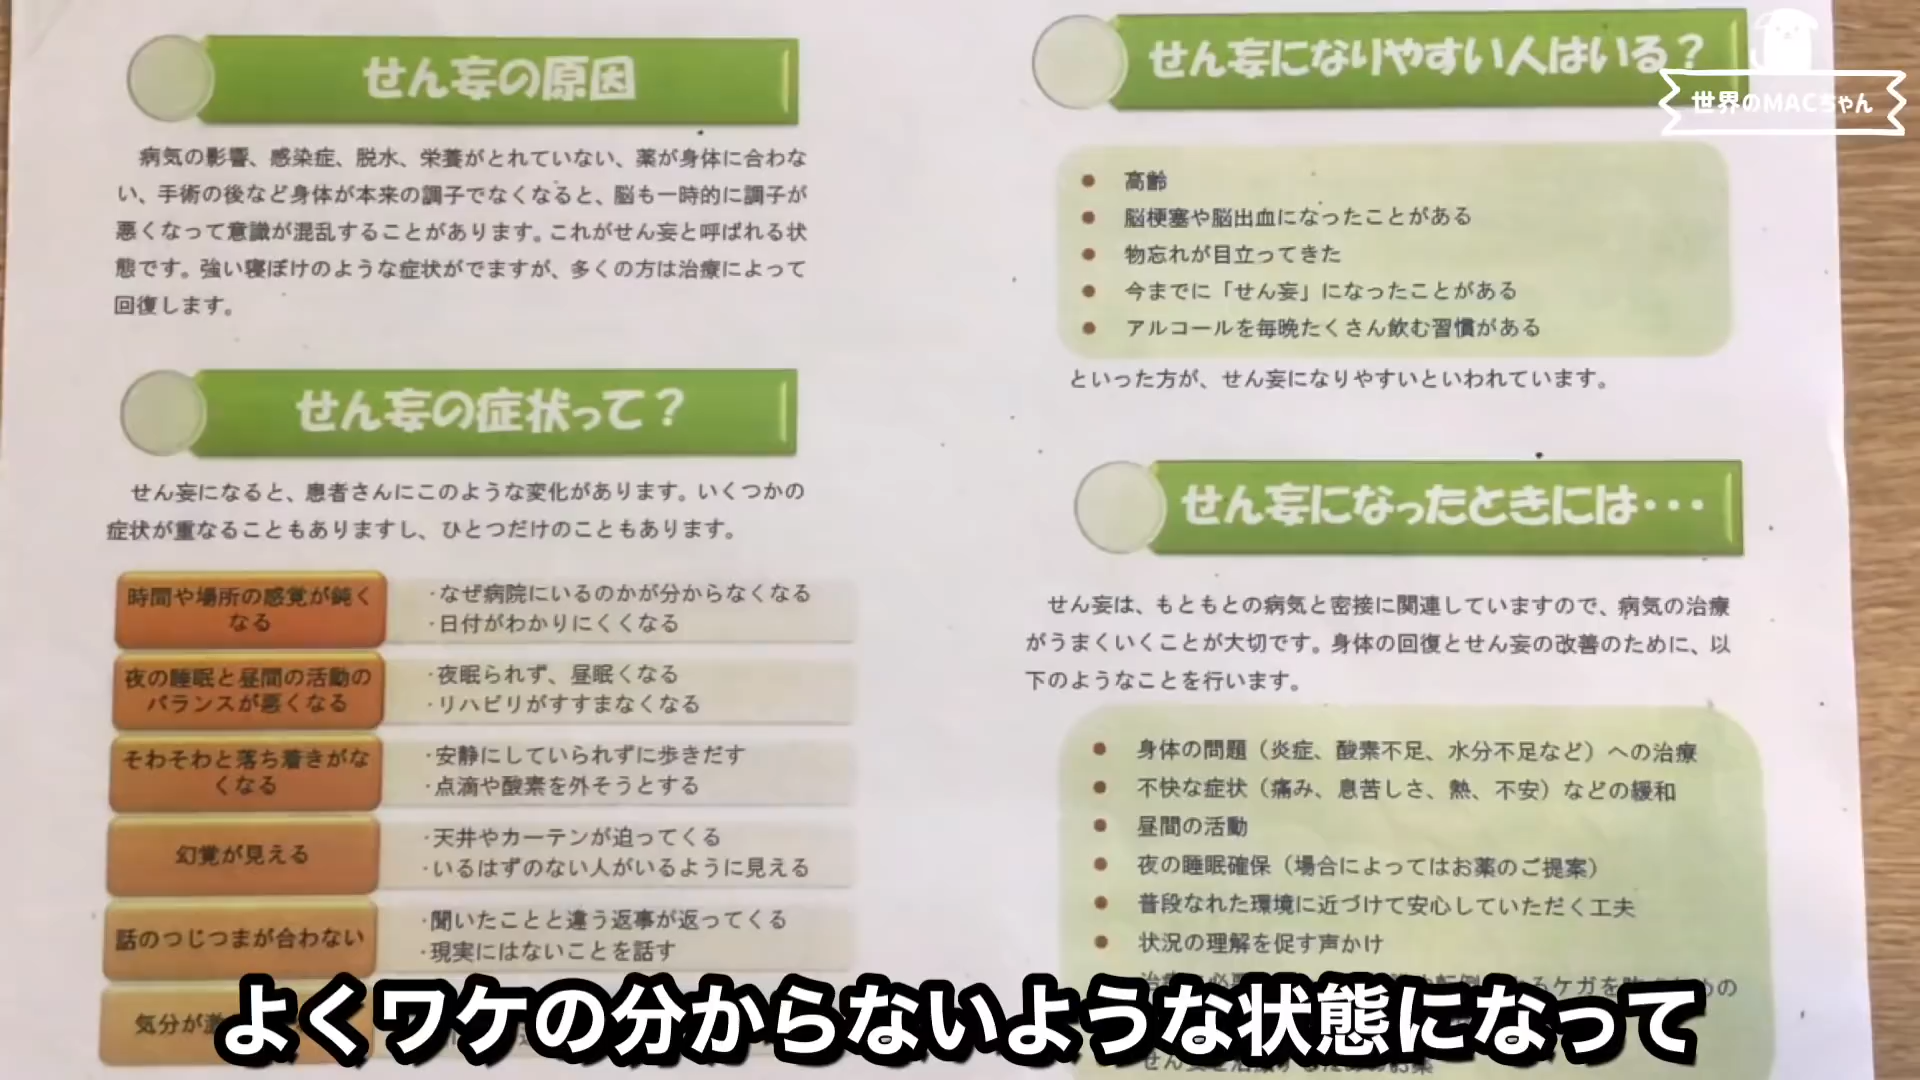 せん妄の原因
病気の影響、感染症、脱水、栄養がとれていない、薬が身体に合わな
い、手術の後など身体が本来の調子でなくなると、脳も一時的に調子が
悪くなって意識が混乱することがあります。これがせん妄と呼ばれる状
態です。強い寝ぼけのような症状がでますが、多くの方は治療によって
回復します。
せん妄の症状って？
せん妄になると、患者さんにこのような変化があります。いくつかの
症状が重なることもありますし、ひとつだけのこともあります。
時間や場所の感覚が鈍く
なる
・なぜ病院にいるのかが分からなくなる
・日付がわかりにくくなる
夜の睡眠と昼間の活動の
バランスが悪くなる
・夜眠られず、昼眠くなる
・リハビリがすすまなくなる
そわそわと落ち着きがな
くなる
・安静にしていられずに歩きだす
・点滴や酸素を外そうとする
幻覚が見える
・天井やカーテンが迫ってくる
・いるはずのない人がいるように見える
話のつじつまが合わない
・聞いたことと違う返事が返ってくる
・現実にはないことを話す
気分が
せん妄になりやすい人はいる？
世界のMACちゃん
● 高齢
● 脳梗塞や脳出血になったことがある
● 物忘れが目立ってきた
● 今までに「せん妄」になったことがある
● アルコールを毎晩たくさん飲む習慣がある
といった方が、せん妄になりやすいといわれています。
せん妄になったときには・・・
せん妄は、もともとの病気と密接に関連していますので、病気の治療
がうまくいくことが大切です。身体の回復とせん妄の改善のために、以
下のようなことを行います。
● 身体の問題（炎症、酸素不足、水分不足など）への治療
● 不快な症状（痛み、息苦しさ、熱、不安）などの緩和
● 昼間の活動
● 夜の睡眠確保（場合によってはお薬のご提案）
● 普段なれた環境に近づけて安心していただく工夫
● 状況の理解を促す声かけ
よくワケの分からないような状態になって